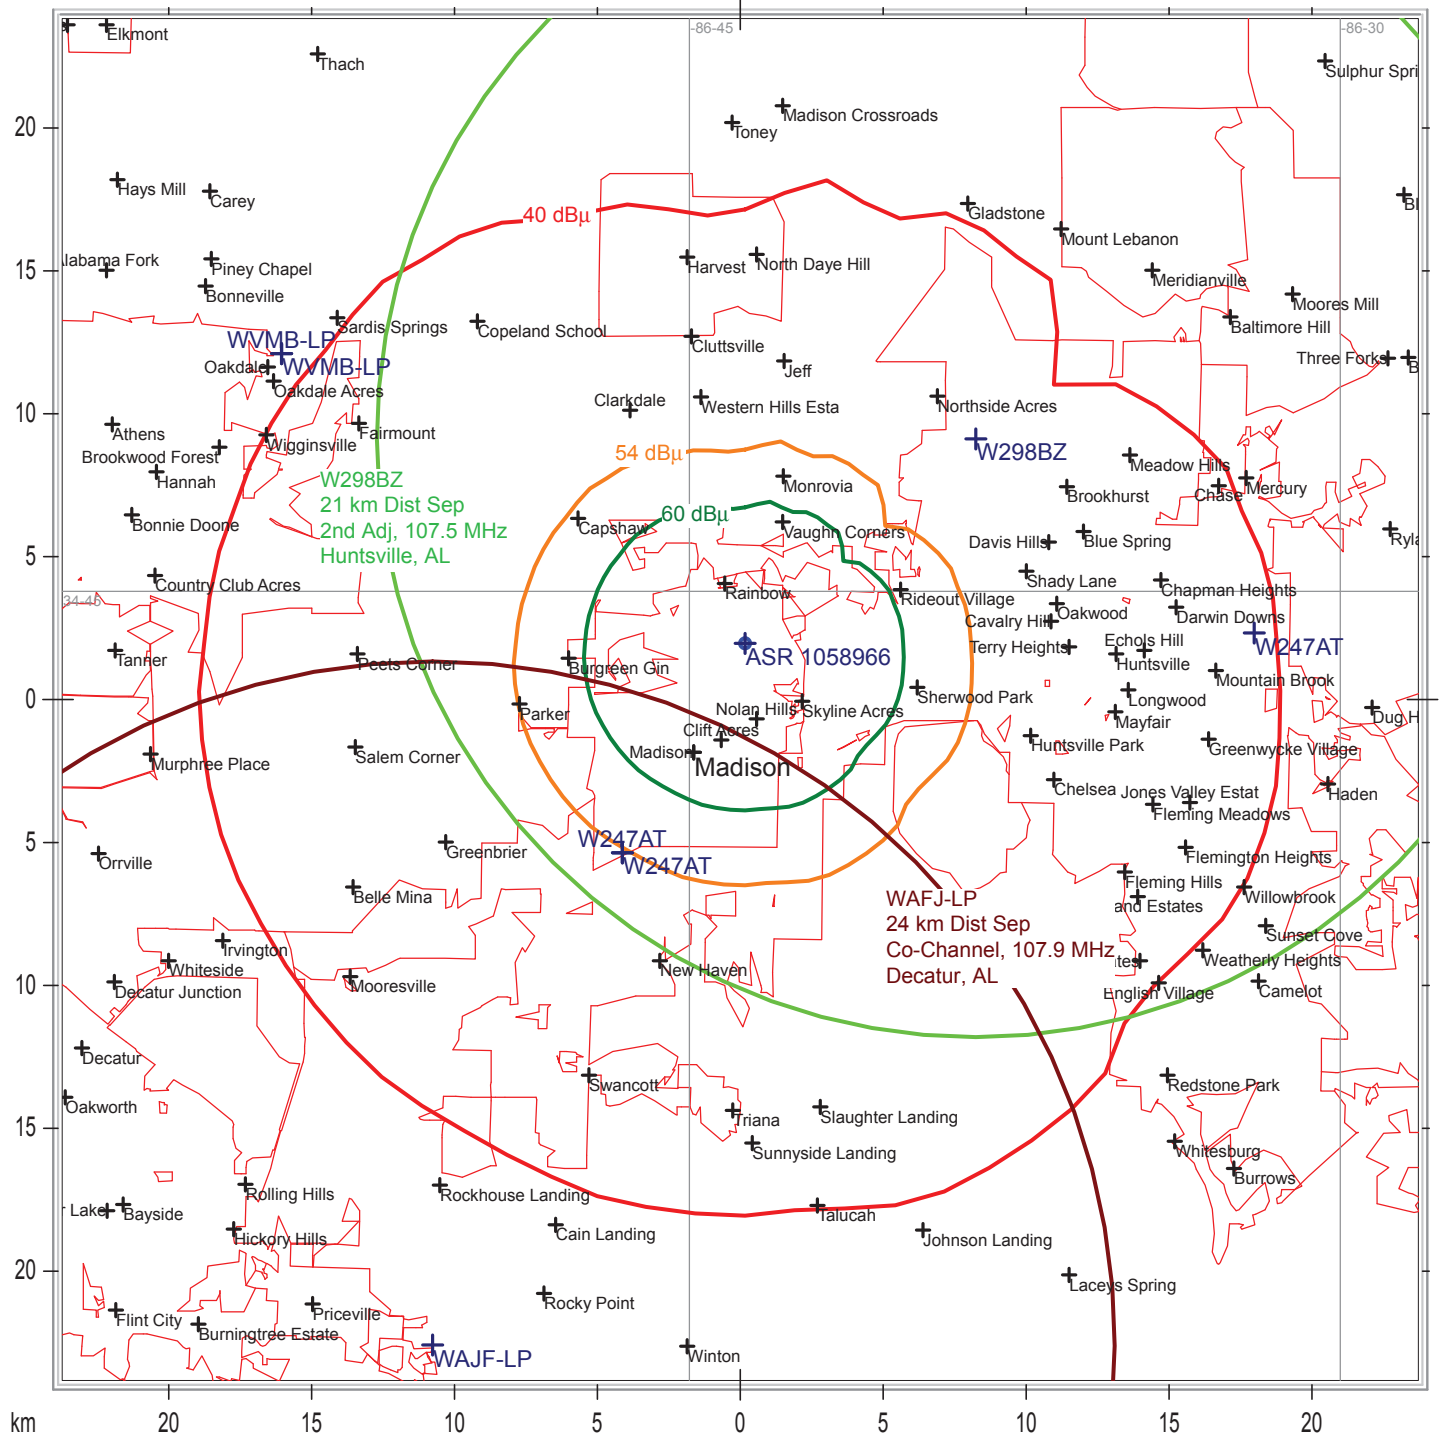 -86-45
-86-30
Elkmont
Thach
Sulphur Spri
Madison Crossroads
Toney
20
Hays Mill
Carey
Gladstone
40 dBµ
Mount Lebanon
labama Fork
Piney Chapel
Harvest
North Daye Hill
15
Meridianville
Bonneville
Moores Mill
Sardis Springs
Copeland School
Baltimore Hill
WVMB-LP
Cluttsville
Three Forks
WVMB-LP
Oakdale
Jeff
Oakdale Acres
Clarkdale
Western Hills Esta
Northside Acres
10
Athens
Fairmount
Wigginsville
Brookwood Forest
54 dBµ
W298BZ
Meadow Hills
Hannah
W298BZ
21 km Dist Sep
2nd Adj, 107.5 MHz
Huntsville, AL
Monrovia
Brookhurst
Chase
Mercury
Bonnie Doone
60 dBµ
Capshaw
Vaughn Corners
Davis Hills
Blue Spring
Ryla
5
Country Club Acres
Rainbow
Rideout Village
Shady Lane
Chapman Heights
34-45
Oakwood
Darwin Downs
Cavalry Hill
Terry Heights
Echols Hill
W247AT
Tanner
Peets Corner
Burgreen Gin
ASR 1058966
Huntsville
Mountain Brook
0
Parker
Nolan Hills
Skyline Acres
Sherwood Park
Longwood
Dug H
Mayfair
Clift Acres
Huntsville Park
Greenwycke Village
Murphree Place
Salem Corner
Madison
Madison
Chelsea
Jones Valley Estat
Haden
Fleming Meadows
5
Orrville
Greenbrier
W247AT
W247AT
Flemington Heights
Belle Mina
Fleming Hills
Willowbrook
and Estates
WAFJ-LP
24 km Dist Sep
Co-Channel, 107.9 MHz
Decatur, AL
Sunset Cove
Irvington
Whiteside
New Haven
tes
Weatherly Heights
10
Decatur Junction
Mooresville
English Village
Camelot
Decatur
Swancott
Redstone Park
Oakworth
Triana
Slaughter Landing
15
Sunnyside Landing
Whitesburg
Burrows
Rolling Hills
Rockhouse Landing
r Lake
Bayside
Talucah
Hickory Hills
Cain Landing
Johnson Landing
20
Laceys Spring
Rocky Point
Flint City
Priceville
Burningtree Estate
WAJF-LP
Winton
km 20 15 10 5 0 5 10 15 20